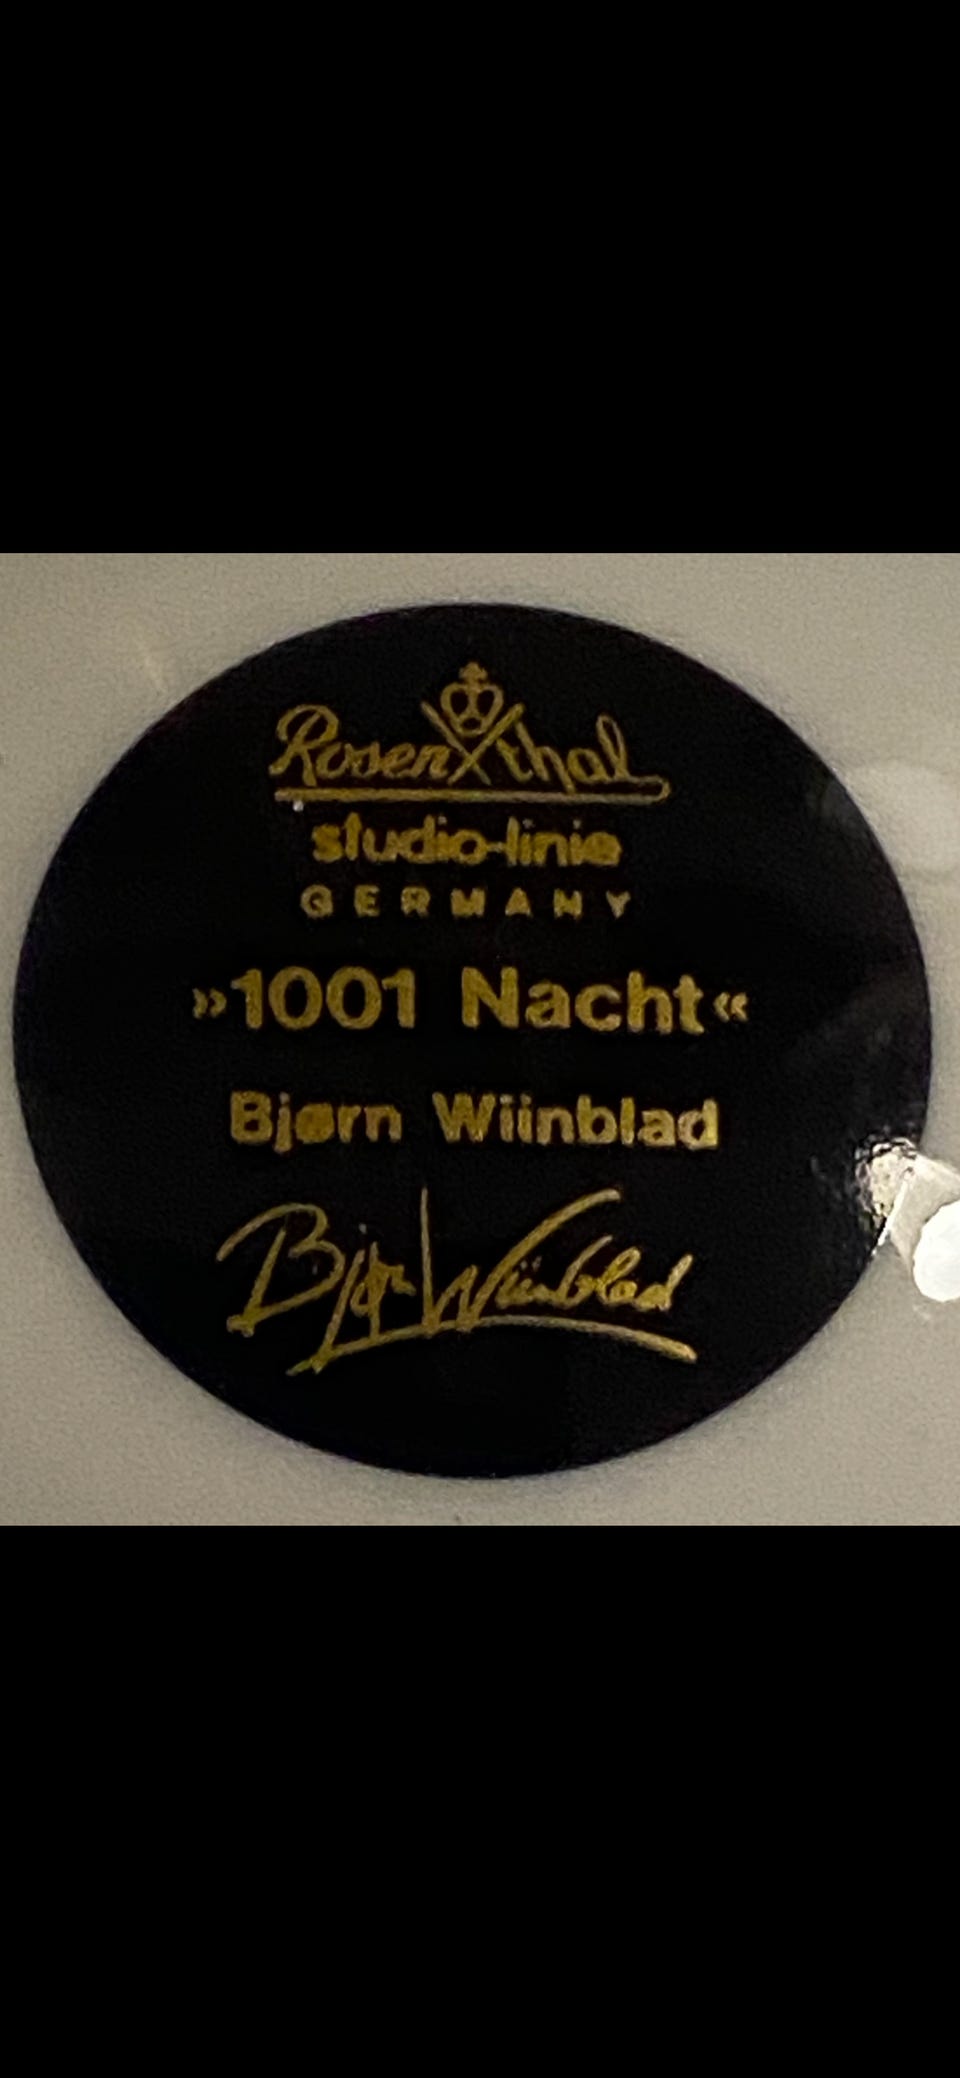 Rosenthal
studio-linie
GERMANY
»1001 Nacht«
Bjørn Wiinblad
Bjørn Wiinblad